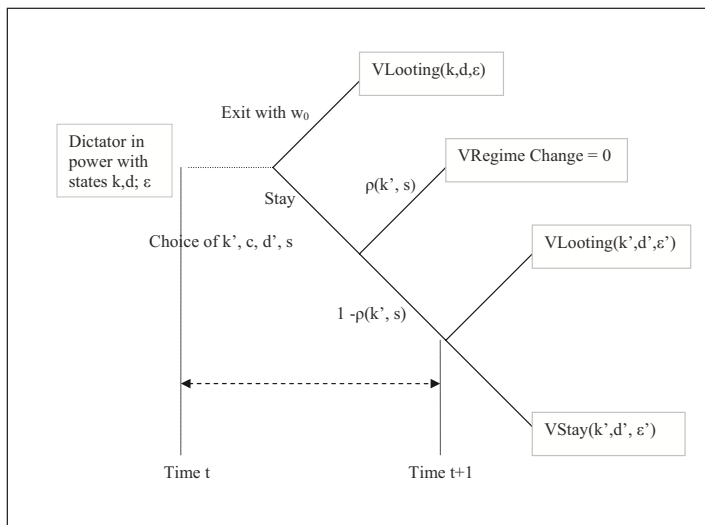 VLooting(k,d,ε)
Exit with w₀
Dictator in
power with
states k,d; ε
VRegime Change = 0
ρ(k’, s)
Stay
Choice of k’, c, d’, s
VLooting(k’,d’,ε’)
1 -ρ(k’, s)
VStay(k’,d’, ε’)
Time t
Time t+1